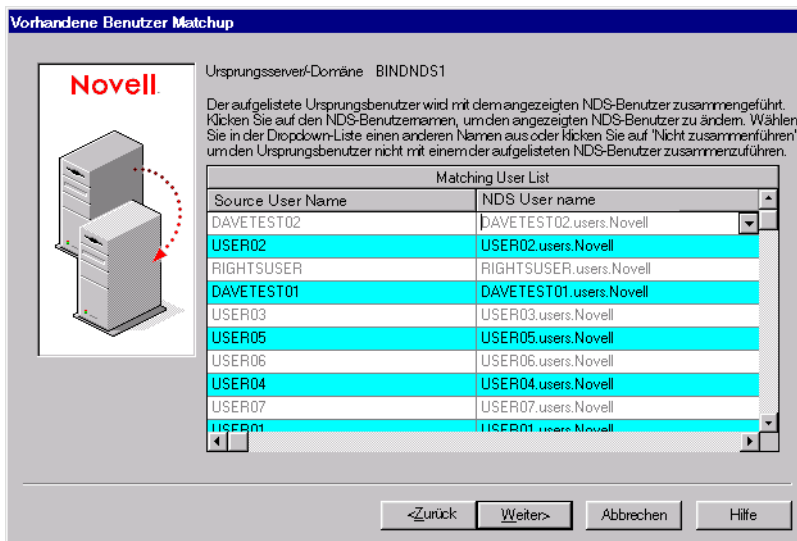 Vorhandene Benutzer Matchup
Novell
Ursprungsserver/-Domäne BINDNDS1
Der aufgelistete Ursprungsbenutzer wird mit dem angezeigten NDS-Benutzer zusammengeführt.
Klicken Sie auf den NDS-Benutzernamen, um den angezeigten NDS-Benutzer zu ändern. Wählen
Sie in der Dropdown-Liste einen anderen Namen aus oder klicken Sie auf 'Nicht zusammenführen'
um den Ursprungsbenutzer nicht mit einem der aufgelisteten NDS-Benutzer zusammenzuführen.
Matching User List
Source User Name NDS User name
DAVETEST02 DAVETEST02.users.Novell
USER02 USER02.users.Novell
RIGHTSUSER RIGHTSUSER.users.Novell
DAVETEST01 DAVETEST01.users.Novell
USER03 USER03.users.Novell
USER05 USER05.users.Novell
USER06 USER06.users.Novell
USER04 USER04.users.Novell
USER07 USER07.users.Novell
USER01 USER01.users.Novell
<Zurück Weiter> Abbrechen Hilfe